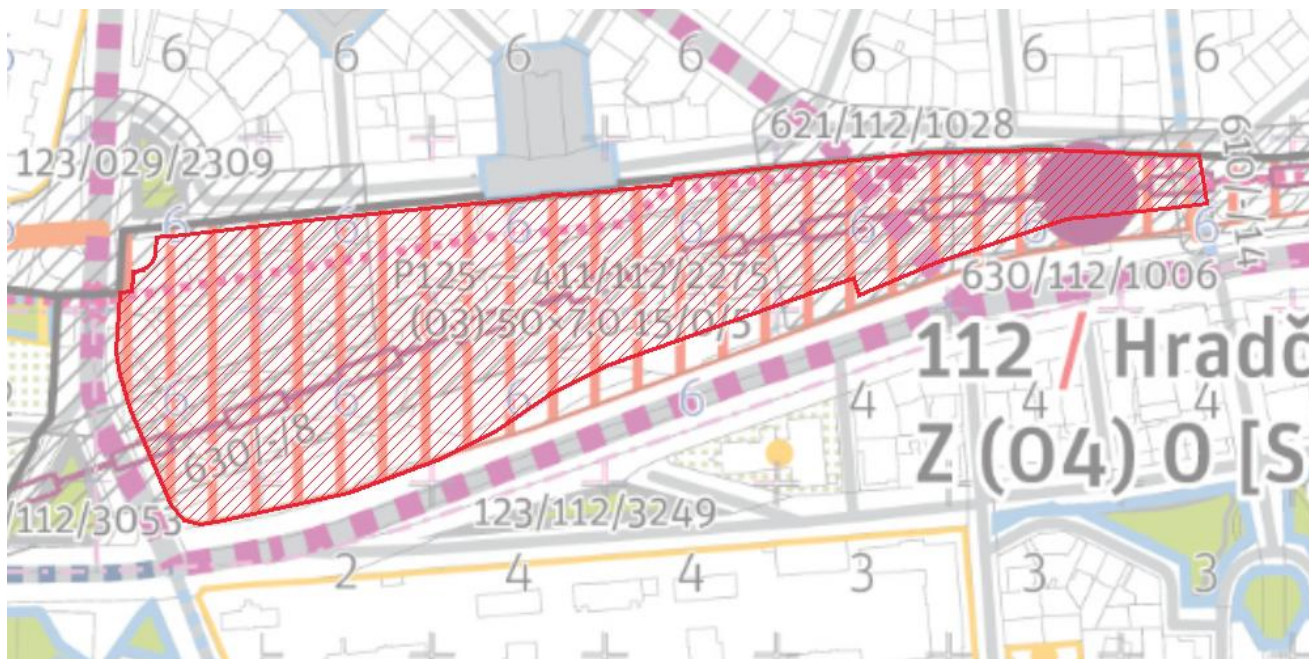 6 6 6 6 6 6 6
621/112/1028
123/029/2309
610/-/14
6 6 6 6 6 6
P125 — 411/112/2275
630/112/1006
(03):50×7,0 15/0/5
112 / Hradč
6 6 6 6 4 4 4
630/-/8
Z (04) 0 [S
/112/3053
123/112/3249
2 4 4 3 3 3